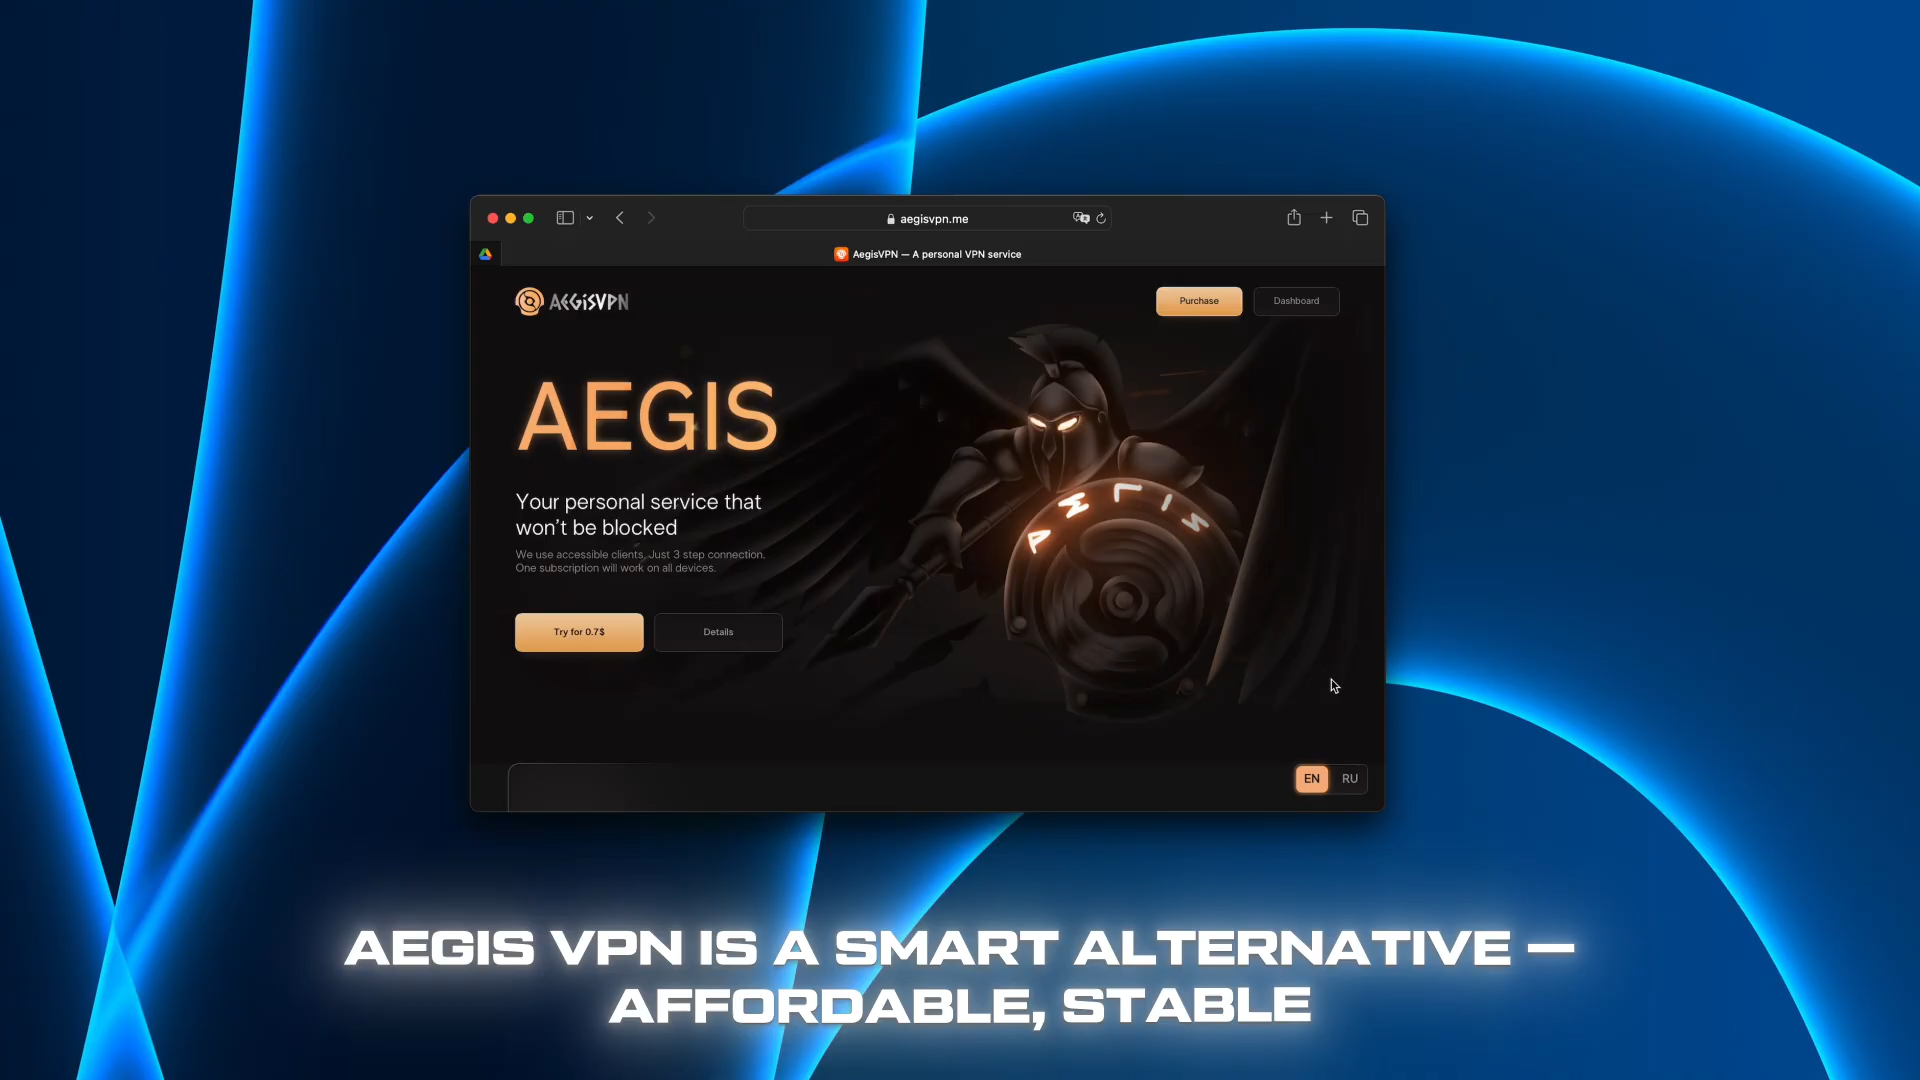 aegisvpn.me
AegisVPN — A personal VPN service
AEGISVPN
Purchase
Dashboard
AEGIS
Your personal service that
won't be blocked
We use accessible clients. Just 3 step connection.
One subscription will work on all devices.
Try for 0.7$
Details
EN
RU
AEGIS VPN IS A SMART ALTERNATIVE —
AFFORDABLE, STABLE